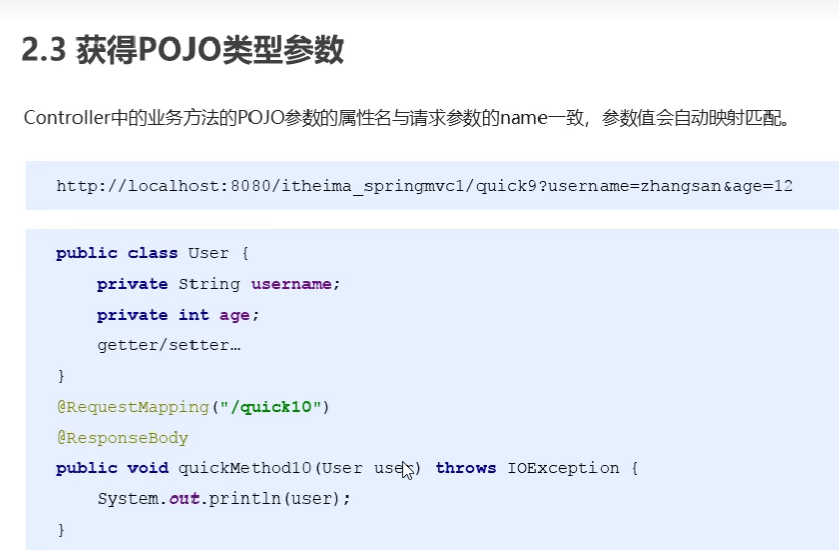 2.3 获得POJO类型参数
Controller中的业务方法的POJO参数的属性名与请求参数的name一致，参数值会自动映射匹配。
http://localhost:8080/itheima_springmvc1/quick9?username=zhangsan&age=12
public class User {
    private String username;
    private int age;
    getter/setter…
}
@RequestMapping("/quick10")
@ResponseBody
public void quickMethod10(User user) throws IOException {
    System.out.println(user);
}